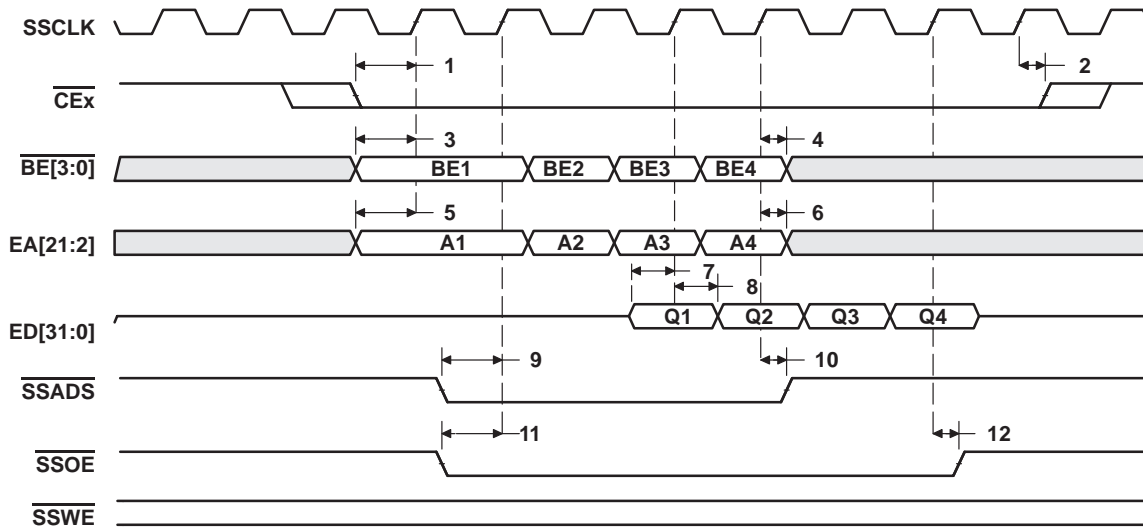 SSCLK
1
2
CEx
3
4
BE[3:0]
BE1
BE2
BE3
BE4
5
6
EA[21:2]
A1
A2
A3
A4
7
8
ED[31:0]
Q1
Q2
Q3
Q4
9
10
SSADS
11
12
SSOE
SSWE